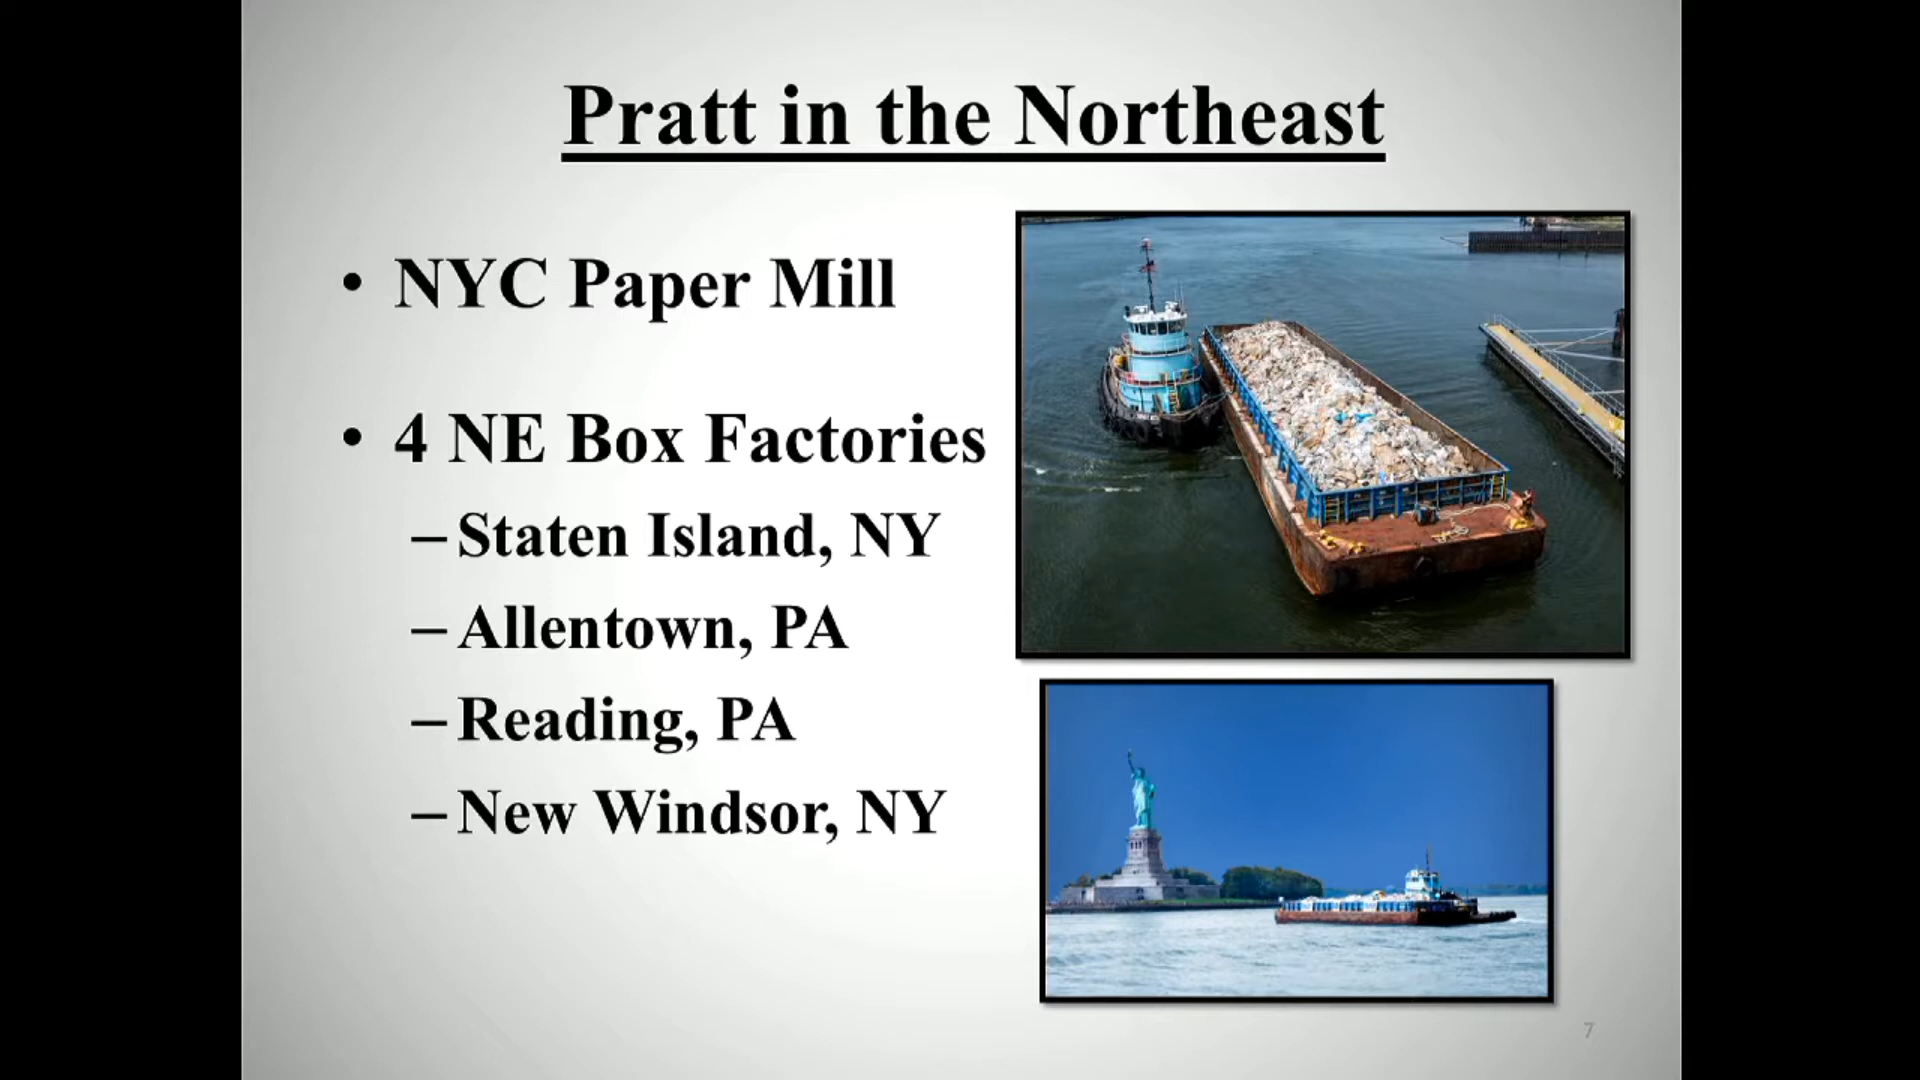 Pratt in the Northeast
• NYC Paper Mill
• 4 NE Box Factories
– Staten Island, NY
– Allentown, PA
– Reading, PA
– New Windsor, NY
7